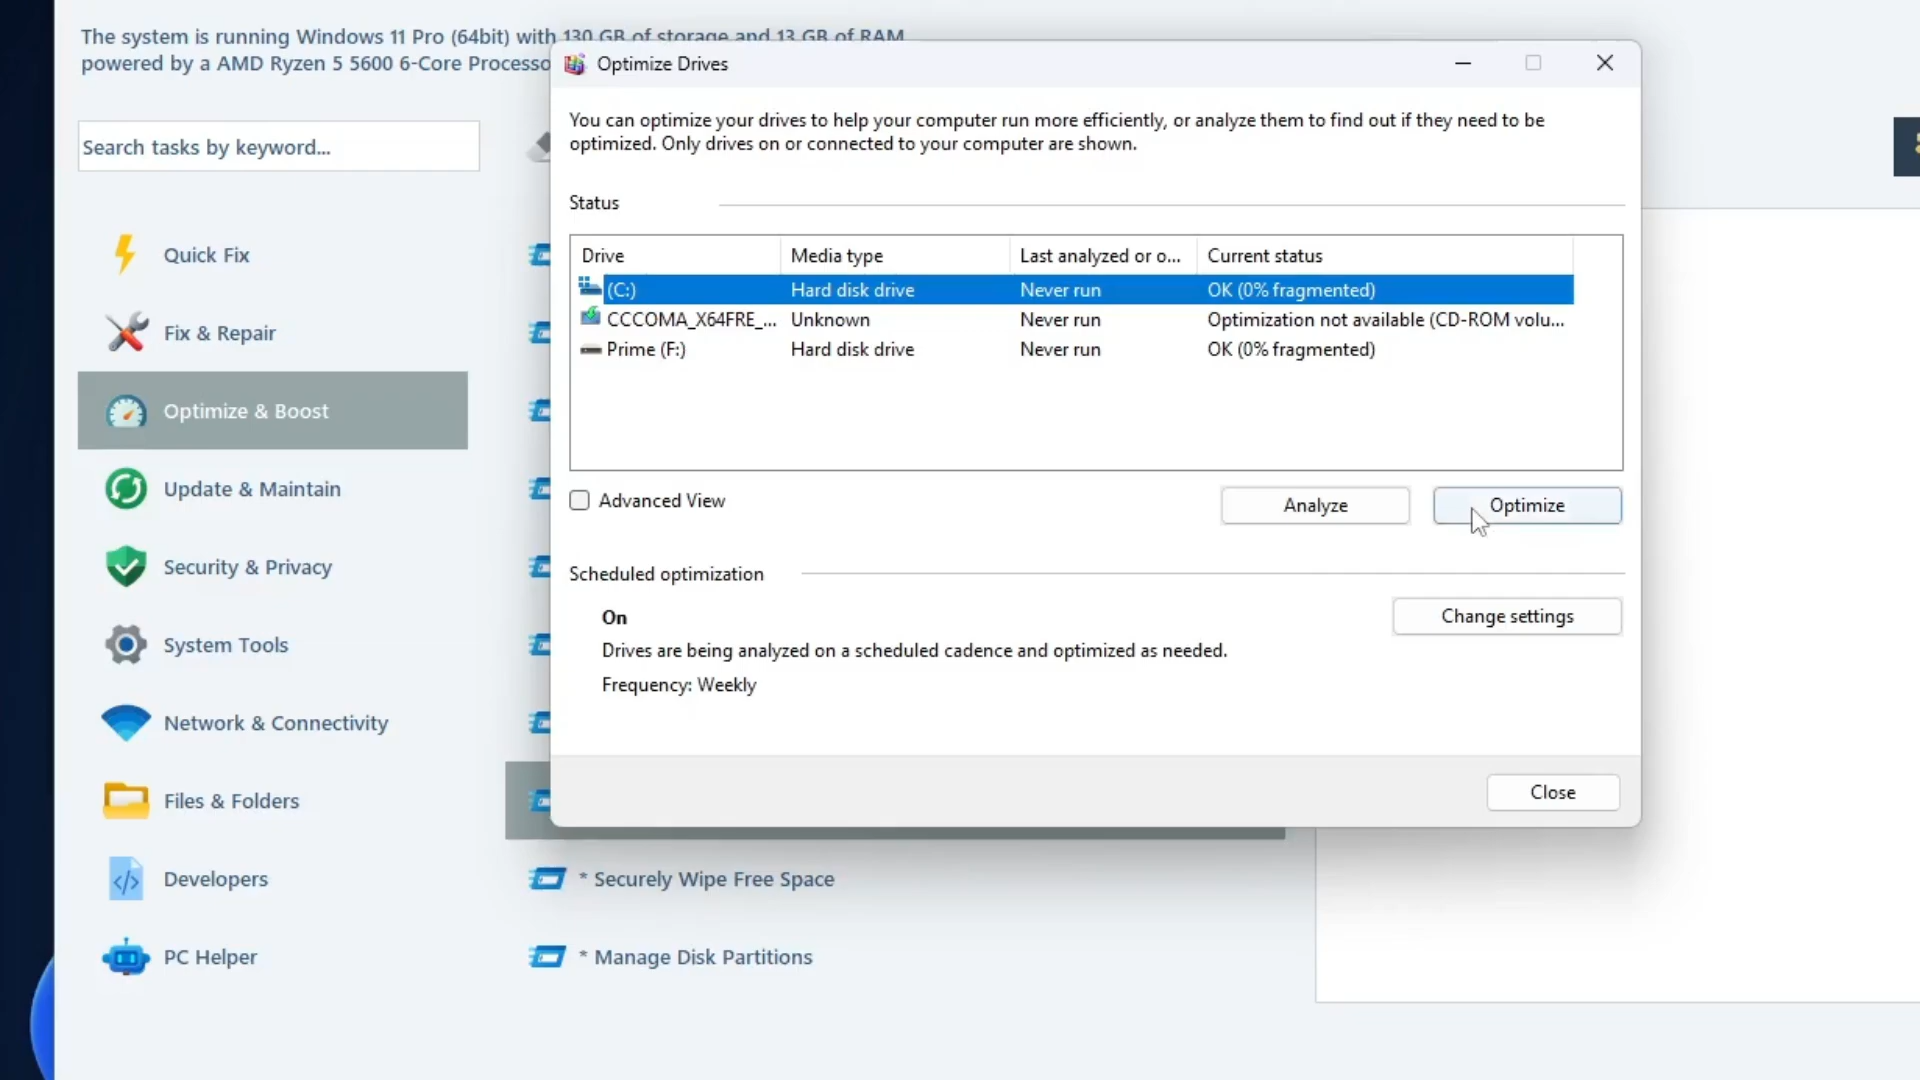 The system is running Windows 11 Pro (64bit) with 130 GB of storage and 13 GB of RAM
powered by a AMD Ryzen 5 5600 6-Core Processo
Search tasks by keyword...
Quick Fix
Fix & Repair
Optimize & Boost
Update & Maintain
Security & Privacy
System Tools
Network & Connectivity
Files & Folders
Developers
PC Helper
Optimize Drives
You can optimize your drives to help your computer run more efficiently, or analyze them to find out if they need to be
optimized. Only drives on or connected to your computer are shown.
Status
Drive Media type Last analyzed or o... Current status
(C:) Hard disk drive Never run OK (0% fragmented)
CCCOMA_X64FRE_... Unknown Never run Optimization not available (CD-ROM volu...
Prime (F:) Hard disk drive Never run OK (0% fragmented)
Advanced View
Analyze
Optimize
Scheduled optimization
On
Change settings
Drives are being analyzed on a scheduled cadence and optimized as needed.
Frequency: Weekly
Close
* Securely Wipe Free Space
* Manage Disk Partitions